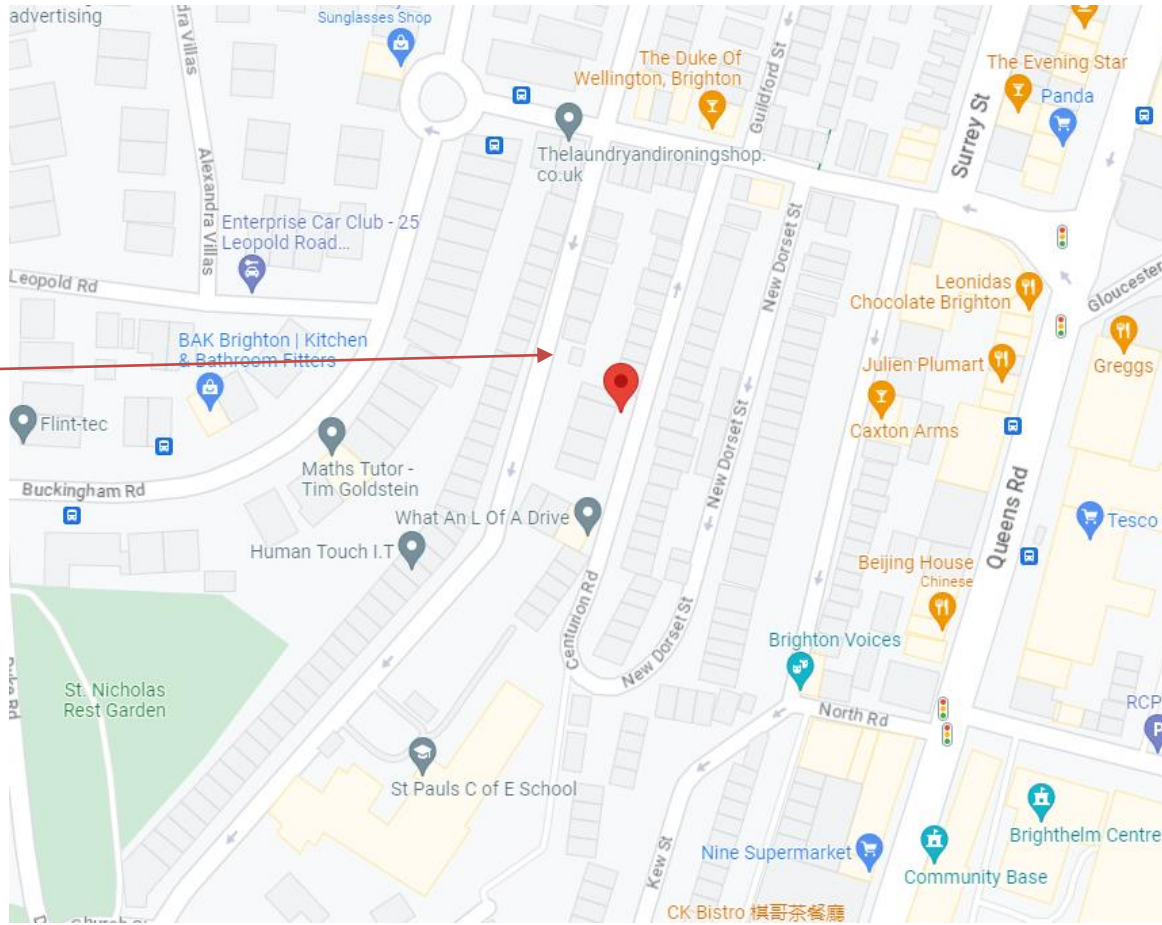 advertising
Sunglasses Shop
The Duke Of
Wellington, Brighton
Guildford St
The Evening Star
Panda
Surrey St
Villas
Thelaundryandironingshop.
co.uk
Alexandra Villas
Enterprise Car Club - 25
Leopold Road...
New Dorset St
Leopold Rd
Leonidas
Chocolate Brighton
Gloucester
BAK Brighton | Kitchen
& Bathroom Fitters
Julien Plumart
Greggs
Flint-tec
Caxton Arms
Maths Tutor -
Tim Goldstein
New Dorset St
Buckingham Rd
What An L Of A Drive
Queens Rd
Tesco
Human Touch I.T
Beijing House
Chinese
Centurion Rd
New Dorset St
Brighton Voices
St. Nicholas
Rest Garden
North Rd
RCP
P
St Pauls C of E School
Brighthelm Centre
Nine Supermarket
Kew St
Community Base
CK Bistro 棋哥茶餐廳